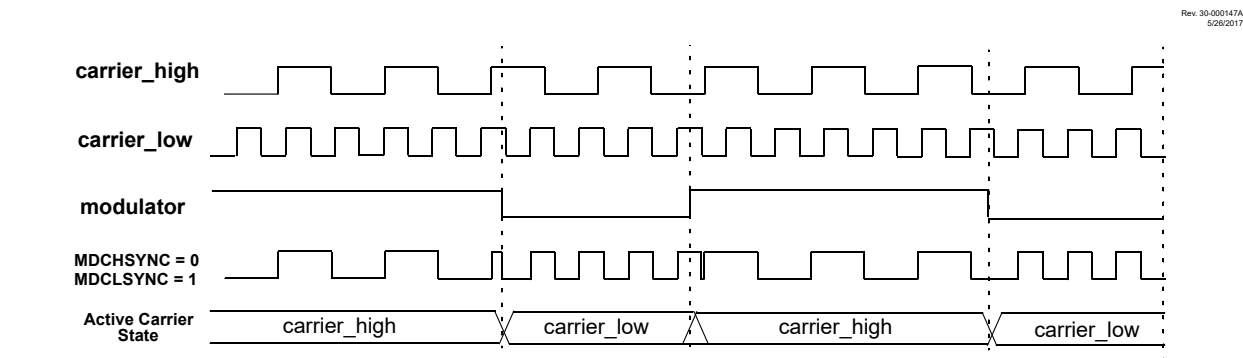 Rev. 30-000147A
5/26/2017
carrier_high
carrier_low
modulator
MDCHSYNC = 0
MDCLSYNC = 1
Active Carrier
State
carrier_high
carrier_low
carrier_high
carrier_low